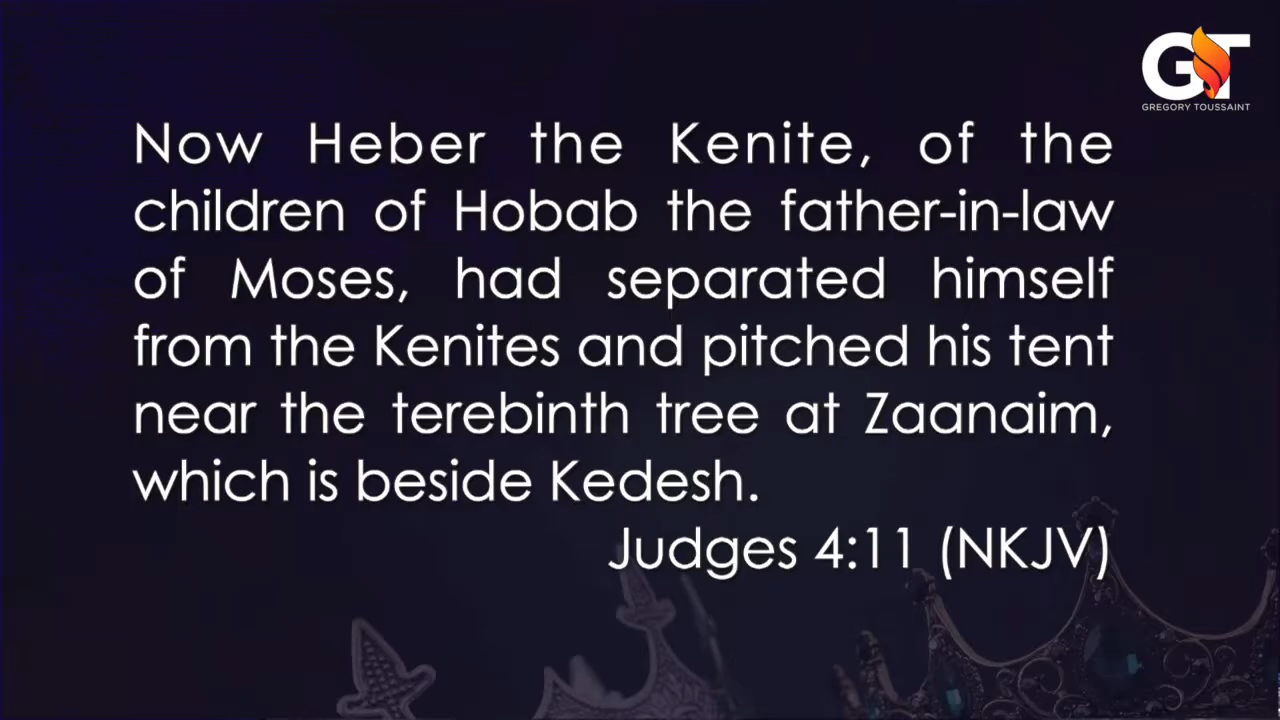 GT
GREGORY TOUSSAINT
Now Heber the Kenite, of the
children of Hobab the father-in-law
of Moses, had separated himself
from the Kenites and pitched his tent
near the terebinth tree at Zaanaim,
which is beside Kedesh.
Judges 4:11 (NKJV)